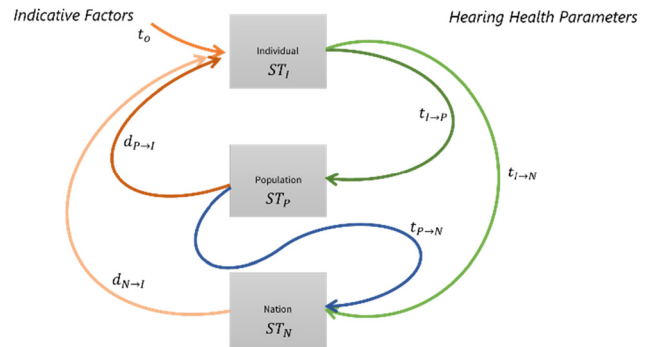 Indicative Factors
Hearing Health Parameters
t_o
Individual
ST_I
t_{I→P}
d_{P→I}
t_{I→N}
Population
ST_P
t_{P→N}
d_{N→I}
Nation
ST_N